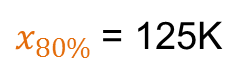 x80% = 125K